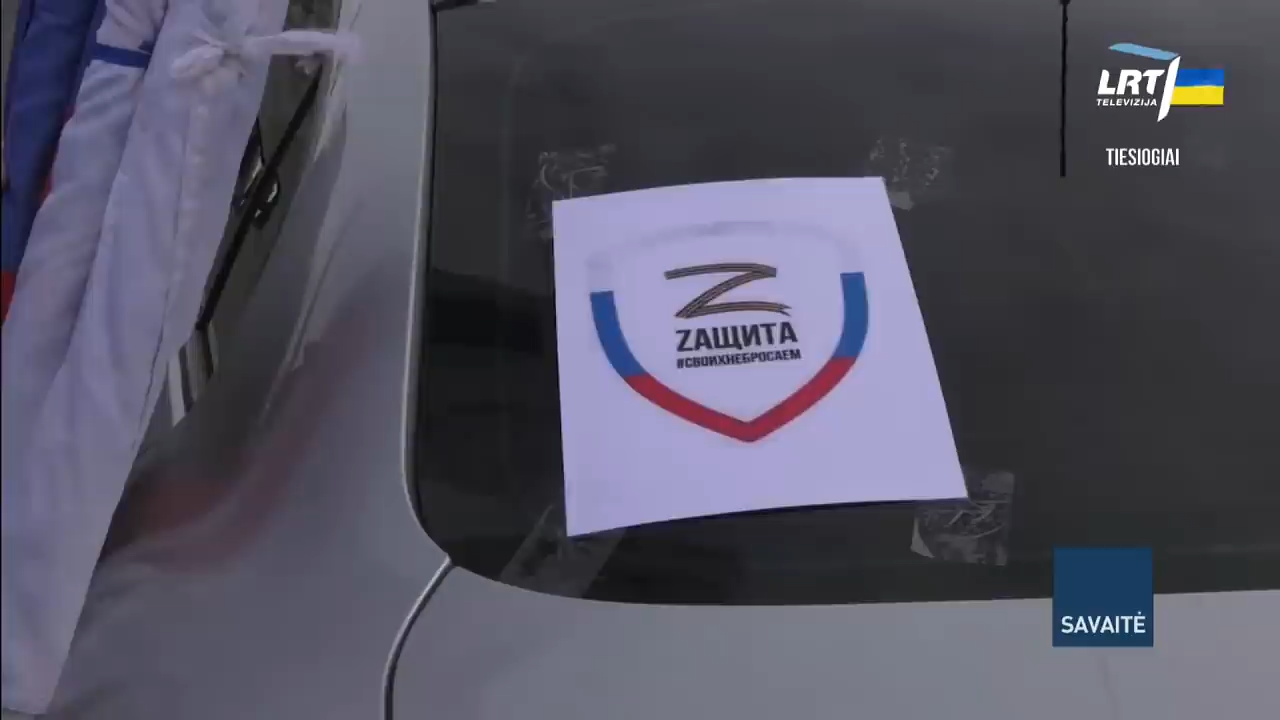 LRT
TELEVIZIJA
TIESIOGIAI
Z
ZАЩИТА
#СВОИХНЕБРОСАЕМ
SAVAITĖ